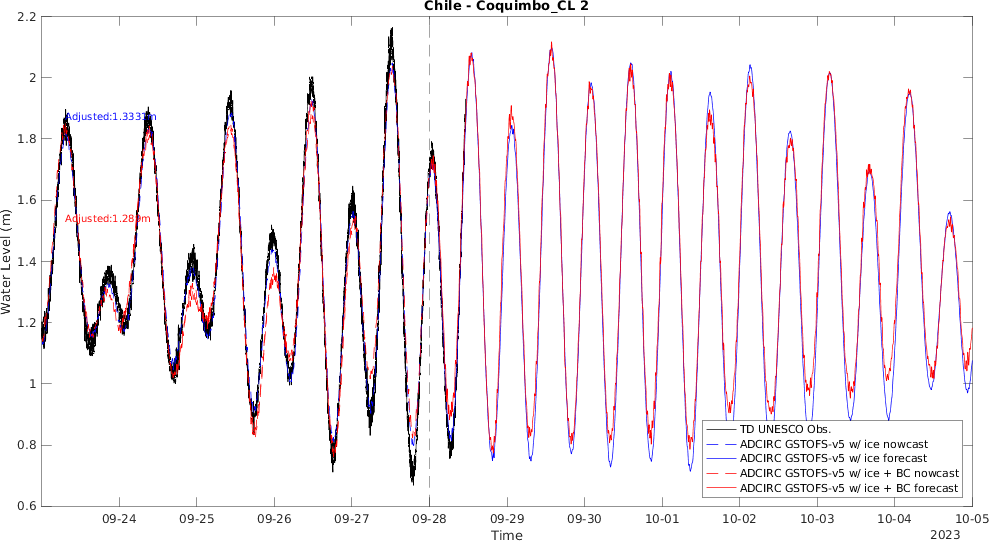 Chile - Coquimbo_CL 2
2.2
2
1.8
1.6
1.4
1.2
1
0.8
0.6
Water Level (m)
Adjusted:1.3331m
Adjusted:1.289m
TD UNESCO Obs.
ADCIRC GSTOFS-v5 w/ ice nowcast
ADCIRC GSTOFS-v5 w/ ice forecast
ADCIRC GSTOFS-v5 w/ ice + BC nowcast
ADCIRC GSTOFS-v5 w/ ice + BC forecast
09-24 09-25 09-26 09-27 09-28 09-29 09-30 10-01 10-02 10-03 10-04 10-05
Time
2023